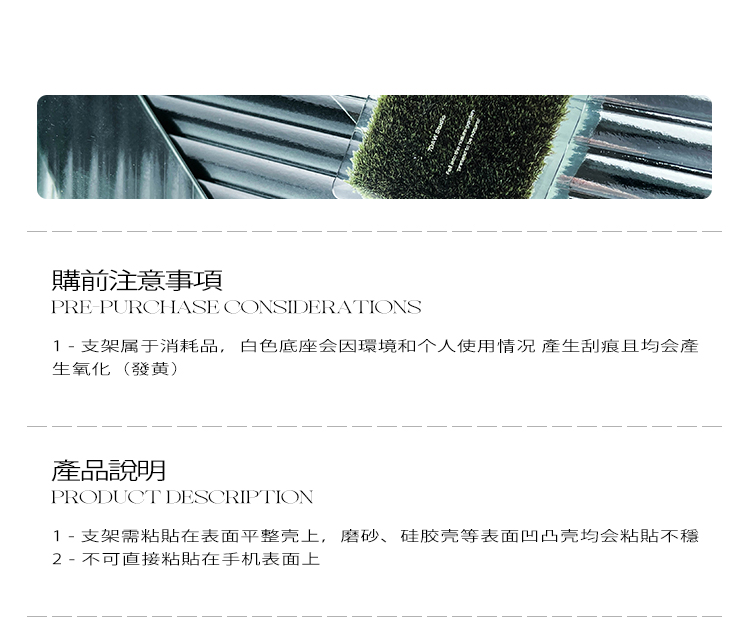 購前注意事項
PRE-PURCHASE CONSIDERATIONS
1 - 支架属于消耗品，白色底座会因環境和个人使用情况 產生刮痕且均会產
生氧化（發黄）
產品說明
PRODUCT DESCRIPTION
1 - 支架需粘貼在表面平整壳上，磨砂、硅胶壳等表面凹凸壳均会粘貼不穩
2 - 不可直接粘貼在手机表面上